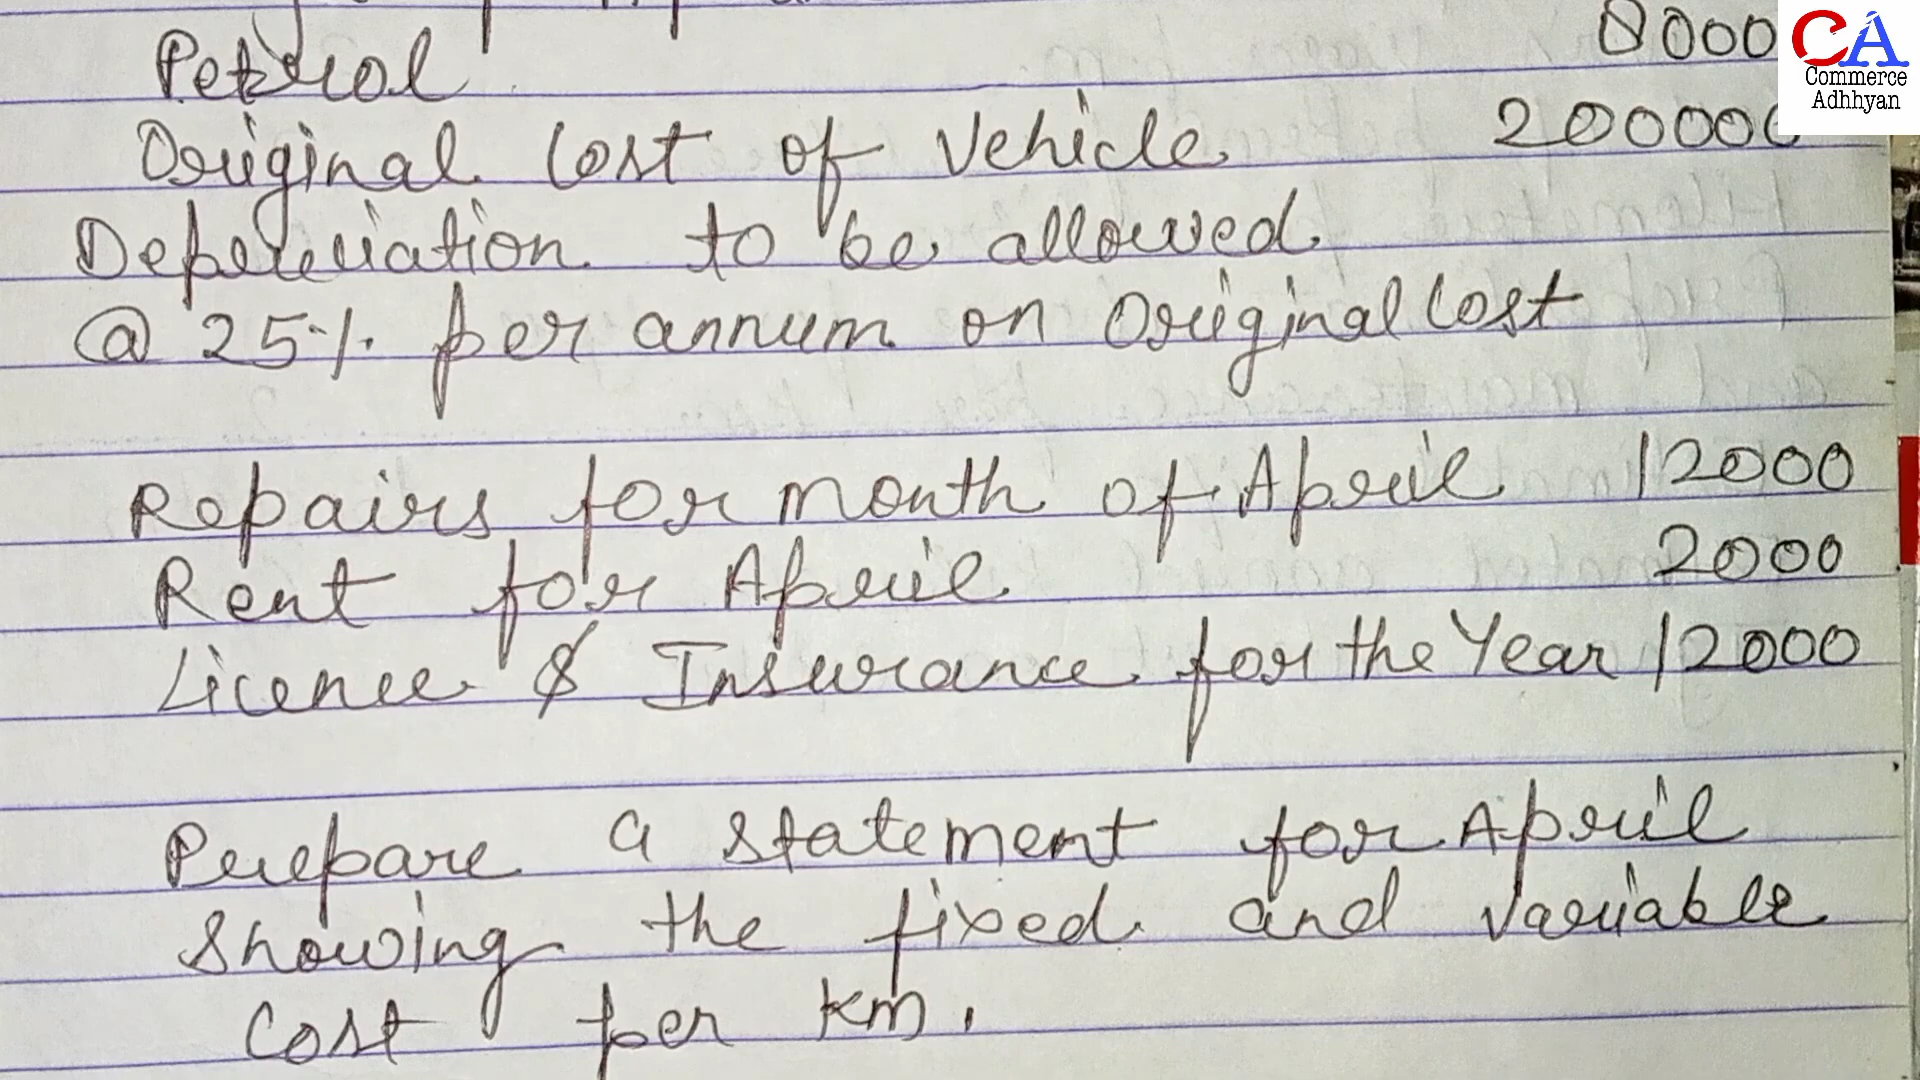 Petrol 8000
Original Cost of Vehicle 200000
Depreciation to be allowed
@ 25% per annum on Original Cost
Repairs for month of April 12000
Rent for April 2000
Licence & Insurance for the Year 12000
Prepare a statement for April
showing the fixed and variable
cost per km.
CA
Commerce
Adhhyan